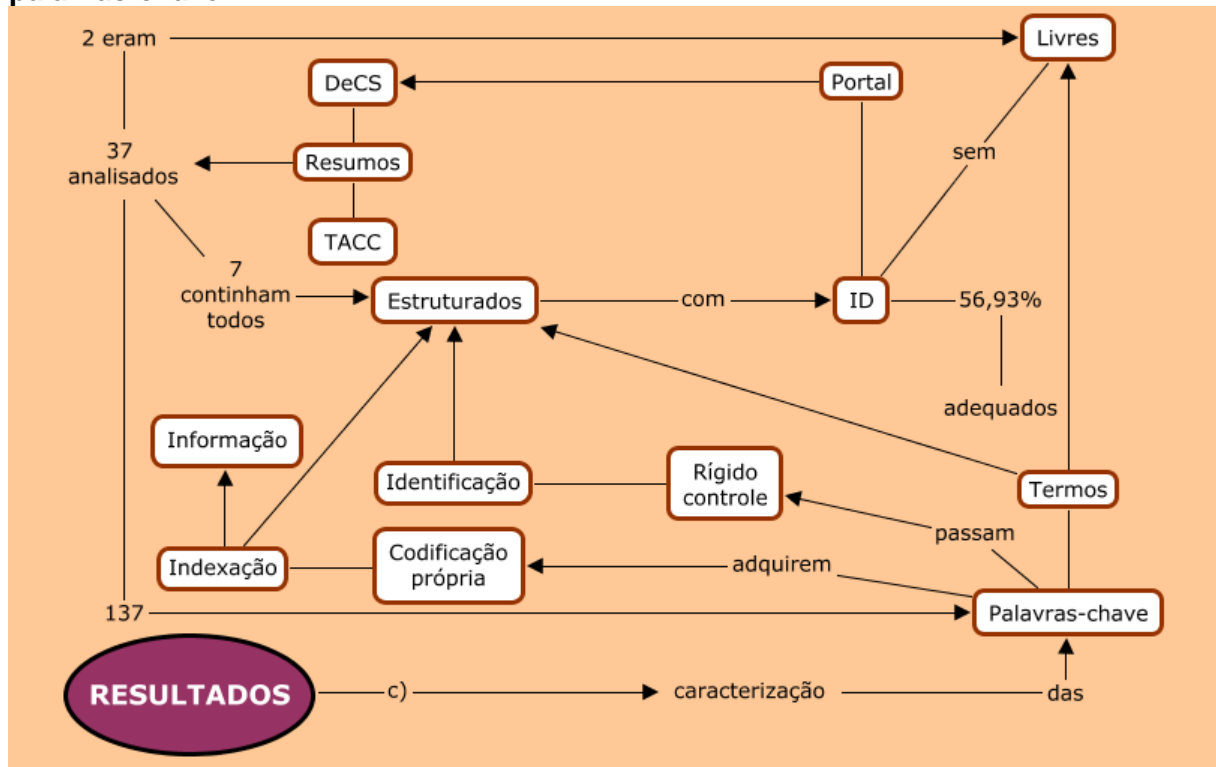 2 eram
Livres
DeCS
Portal
37
analisados
Resumos
sem
TACC
7
continham
todos
Estruturados
com
ID
56,93%
adequados
Informação
Identificação
Rígido
controle
Termos
passam
Indexação
Codificação
própria
adquirem
137
Palavras-chave
RESULTADOS
c)
caracterização
das